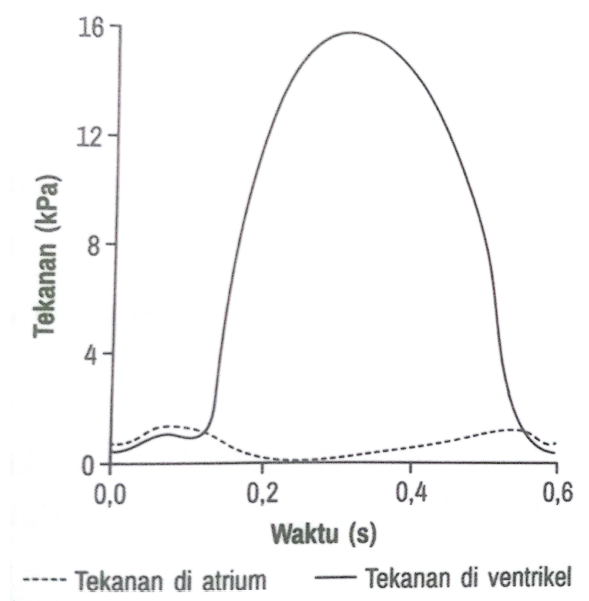 16
12
8
4
0
Tekanan (kPa)
0,0 0,2 0,4 0,6
Waktu (s)
Tekanan di atrium Tekanan di ventrikel